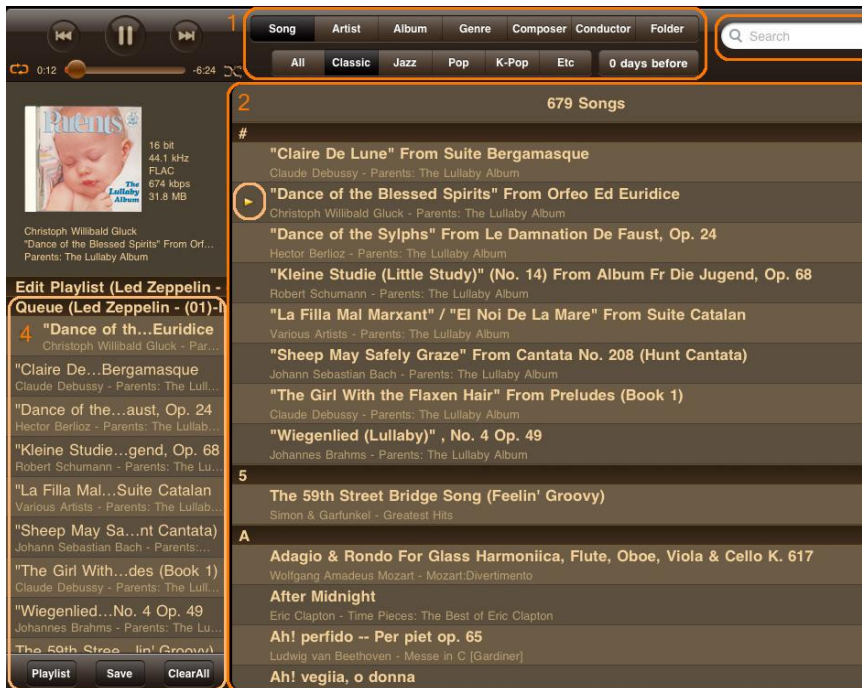 1
Song Artist Album Genre Composer Conductor Folder
Search
0:12 -6:24
All Classic Jazz Pop K-Pop Etc 0 days before
Parents
The Lullaby Album
16 bit
44.1 kHz
FLAC
674 kbps
31.8 MB
Christoph Willibald Gluck
"Dance of the Blessed Spirits" From Orf...
Parents: The Lullaby Album
Edit Playlist (Led Zeppelin -
Queue (Led Zeppelin - (01)-I
4
"Dance of th...Euridice
Christoph Willibald Gluck - Par...
"Claire De...Bergamasque
Claude Debussy - Parents: The Lull...
"Dance of the...aust, Op. 24
Hector Berlioz - Parents: The Lullab...
"Kleine Studie...gend, Op. 68
Robert Schumann - Parents: The Lu...
"La Filla Mal...Suite Catalan
Various Artists - Parents: The Lullab...
"Sheep May Sa...nt Cantata)
Johann Sebastian Bach - Parents:...
"The Girl With...des (Book 1)
Claude Debussy - Parents: The Lull...
"Wiegenlied...No. 4 Op. 49
Johannes Brahms - Parents: The Lu...
The 59th Stree...lin' Groovy)
Playlist Save ClearAll
2
679 Songs
#
"Claire De Lune" From Suite Bergamasque
Claude Debussy - Parents: The Lullaby Album
"Dance of the Blessed Spirits" From Orfeo Ed Euridice
Christoph Willibald Gluck - Parents: The Lullaby Album
"Dance of the Sylphs" From Le Damnation De Faust, Op. 24
Hector Berlioz - Parents: The Lullaby Album
"Kleine Studie (Little Study)" (No. 14) From Album Fr Die Jugend, Op. 68
Robert Schumann - Parents: The Lullaby Album
"La Filla Mal Marxant" / "El Noi De La Mare" From Suite Catalan
Various Artists - Parents: The Lullaby Album
"Sheep May Safely Graze" From Cantata No. 208 (Hunt Cantata)
Johann Sebastian Bach - Parents: The Lullaby Album
"The Girl With the Flaxen Hair" From Preludes (Book 1)
Claude Debussy - Parents: The Lullaby Album
"Wiegenlied (Lullaby)" , No. 4 Op. 49
Johannes Brahms - Parents: The Lullaby Album
5
The 59th Street Bridge Song (Feelin' Groovy)
Simon & Garfunkel - Greatest Hits
A
Adagio & Rondo For Glass Harmoniica, Flute, Oboe, Viola & Cello K. 617
Wolfgang Amadeus Mozart - Mozart:Divertimento
After Midnight
Eric Clapton - Time Pieces: The Best of Eric Clapton
Ah! perfido -- Per piet op. 65
Ludwig van Beethoven - Messe in C [Gardiner]
Ah! vegiia, o donna